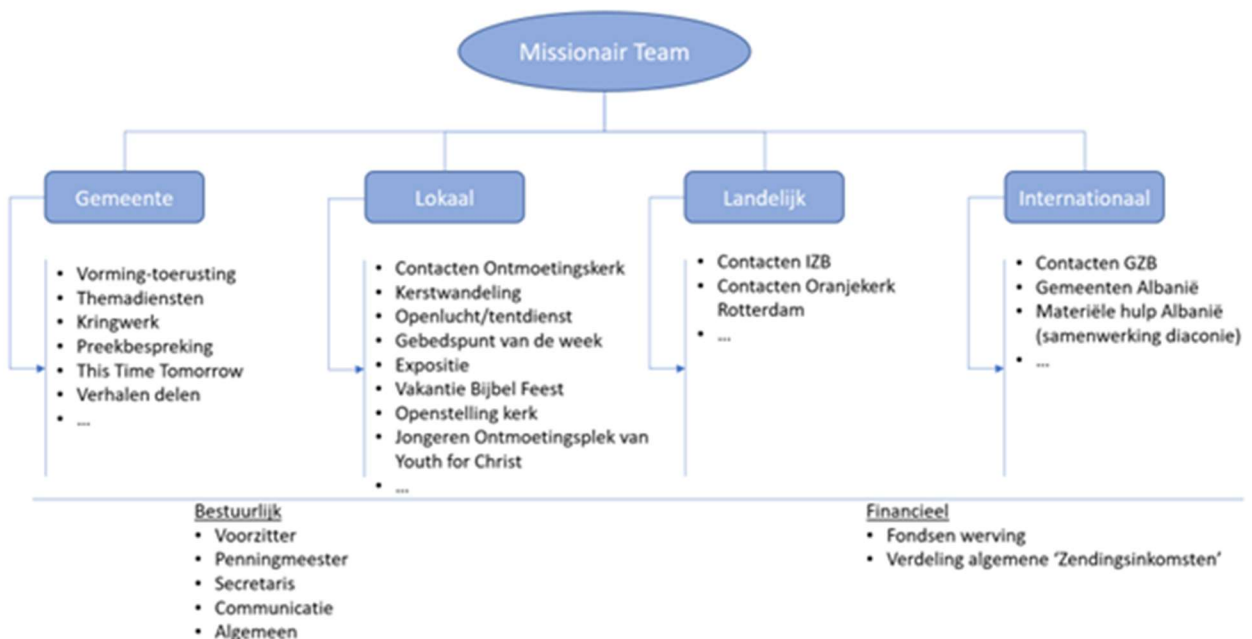 Missionair Team
Gemeente
• Vorming-toerusting
• Themadiensten
• Kringwerk
• Preekbespreking
• This Time Tomorrow
• Verhalen delen
• ...
Lokaal
• Contacten Ontmoetingskerk
• Kerstwandeling
• Openlucht/tentdienst
• Gebedspunt van de week
• Expositie
• Vakantie Bijbel Feest
• Openstelling kerk
• Jongeren Ontmoetingsplek van
Youth for Christ
• ...
Landelijk
• Contacten IZB
• Contacten Oranjekerk
Rotterdam
• ...
Internationaal
• Contacten GZB
• Gemeenten Albanië
• Materiële hulp Albanië
(samenwerking diaconie)
• ...
Bestuurlijk
• Voorzitter
• Penningmeester
• Secretaris
• Communicatie
• Algemeen
Financieel
• Fondsen werving
• Verdeling algemene ‘Zendingsinkomsten’